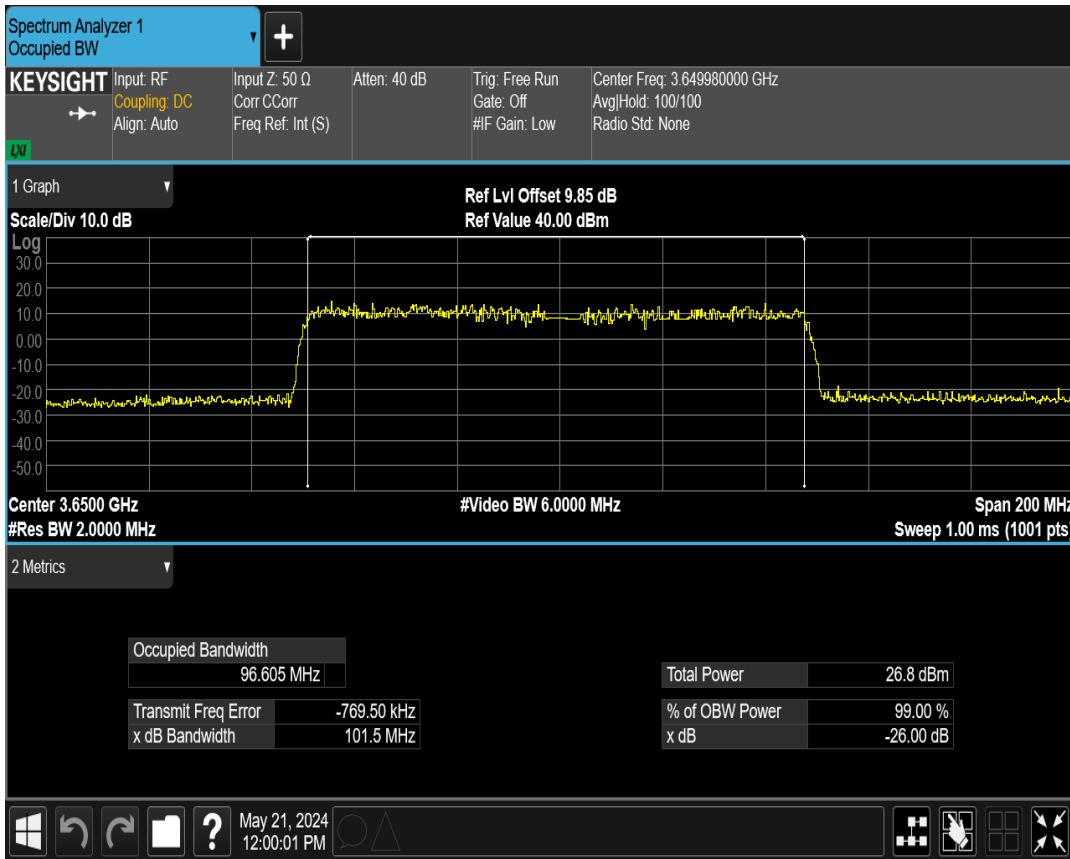 Spectrum Analyzer 1
Occupied BW
+
KEYSIGHT
LXI
Input: RF
Coupling: DC
Align: Auto
Input Z: 50 Ω
Corr CCorr
Freq Ref: Int (S)
Atten: 40 dB
Trig: Free Run
Gate: Off
#IF Gain: Low
Center Freq: 3.649980000 GHz
Avg|Hold: 100/100
Radio Std: None
1 Graph
Scale/Div 10.0 dB
Ref Lvl Offset 9.85 dB
Ref Value 40.00 dBm
Log
30.0
20.0
10.0
0.00
-10.0
-20.0
-30.0
-40.0
-50.0
Center 3.6500 GHz
#Video BW 6.0000 MHz
Span 200 MHz
#Res BW 2.0000 MHz
Sweep 1.00 ms (1001 pts)
2 Metrics
Occupied Bandwidth
96.605 MHz
Total Power 26.8 dBm
Transmit Freq Error -769.50 kHz
% of OBW Power 99.00 %
x dB Bandwidth 101.5 MHz
x dB -26.00 dB
?
May 21, 2024
12:00:01 PM